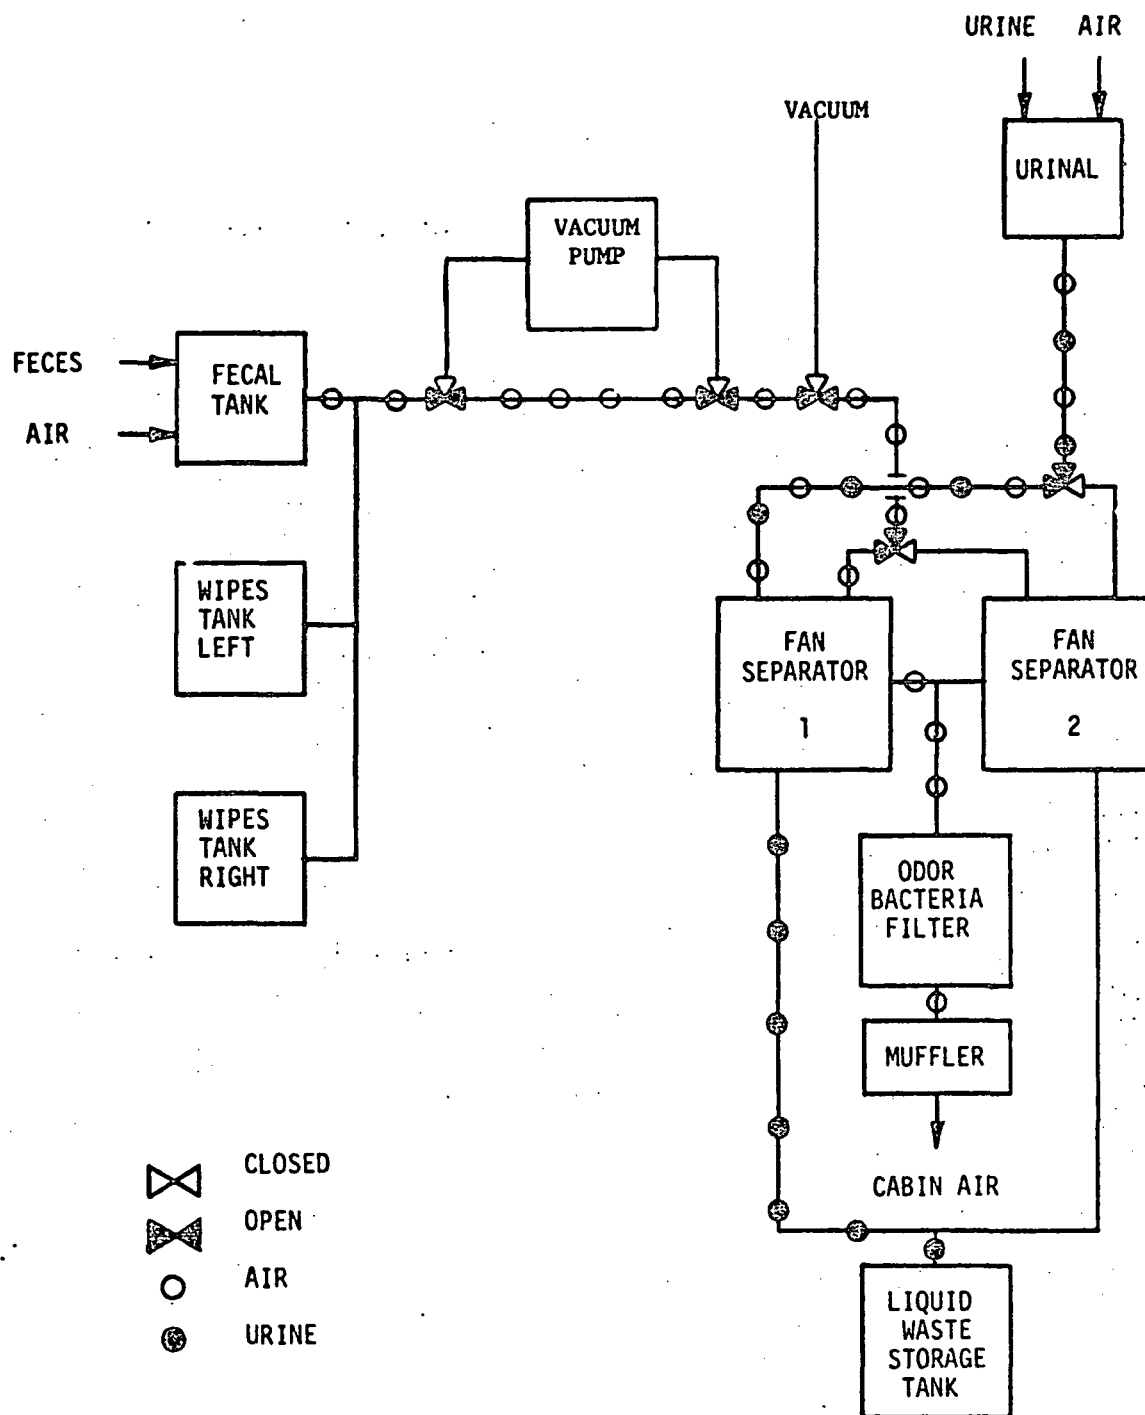 URINE AIR
VACUUM
URINAL
VACUUM
PUMP
FECES
AIR
FECAL
TANK
WIPES
TANK
LEFT
WIPES
TANK
RIGHT
FAN
SEPARATOR
1
FAN
SEPARATOR
2
ODOR
BACTERIA
FILTER
MUFFLER
CABIN AIR
LIQUID
WASTE
STORAGE
TANK
CLOSED
OPEN
AIR
URINE